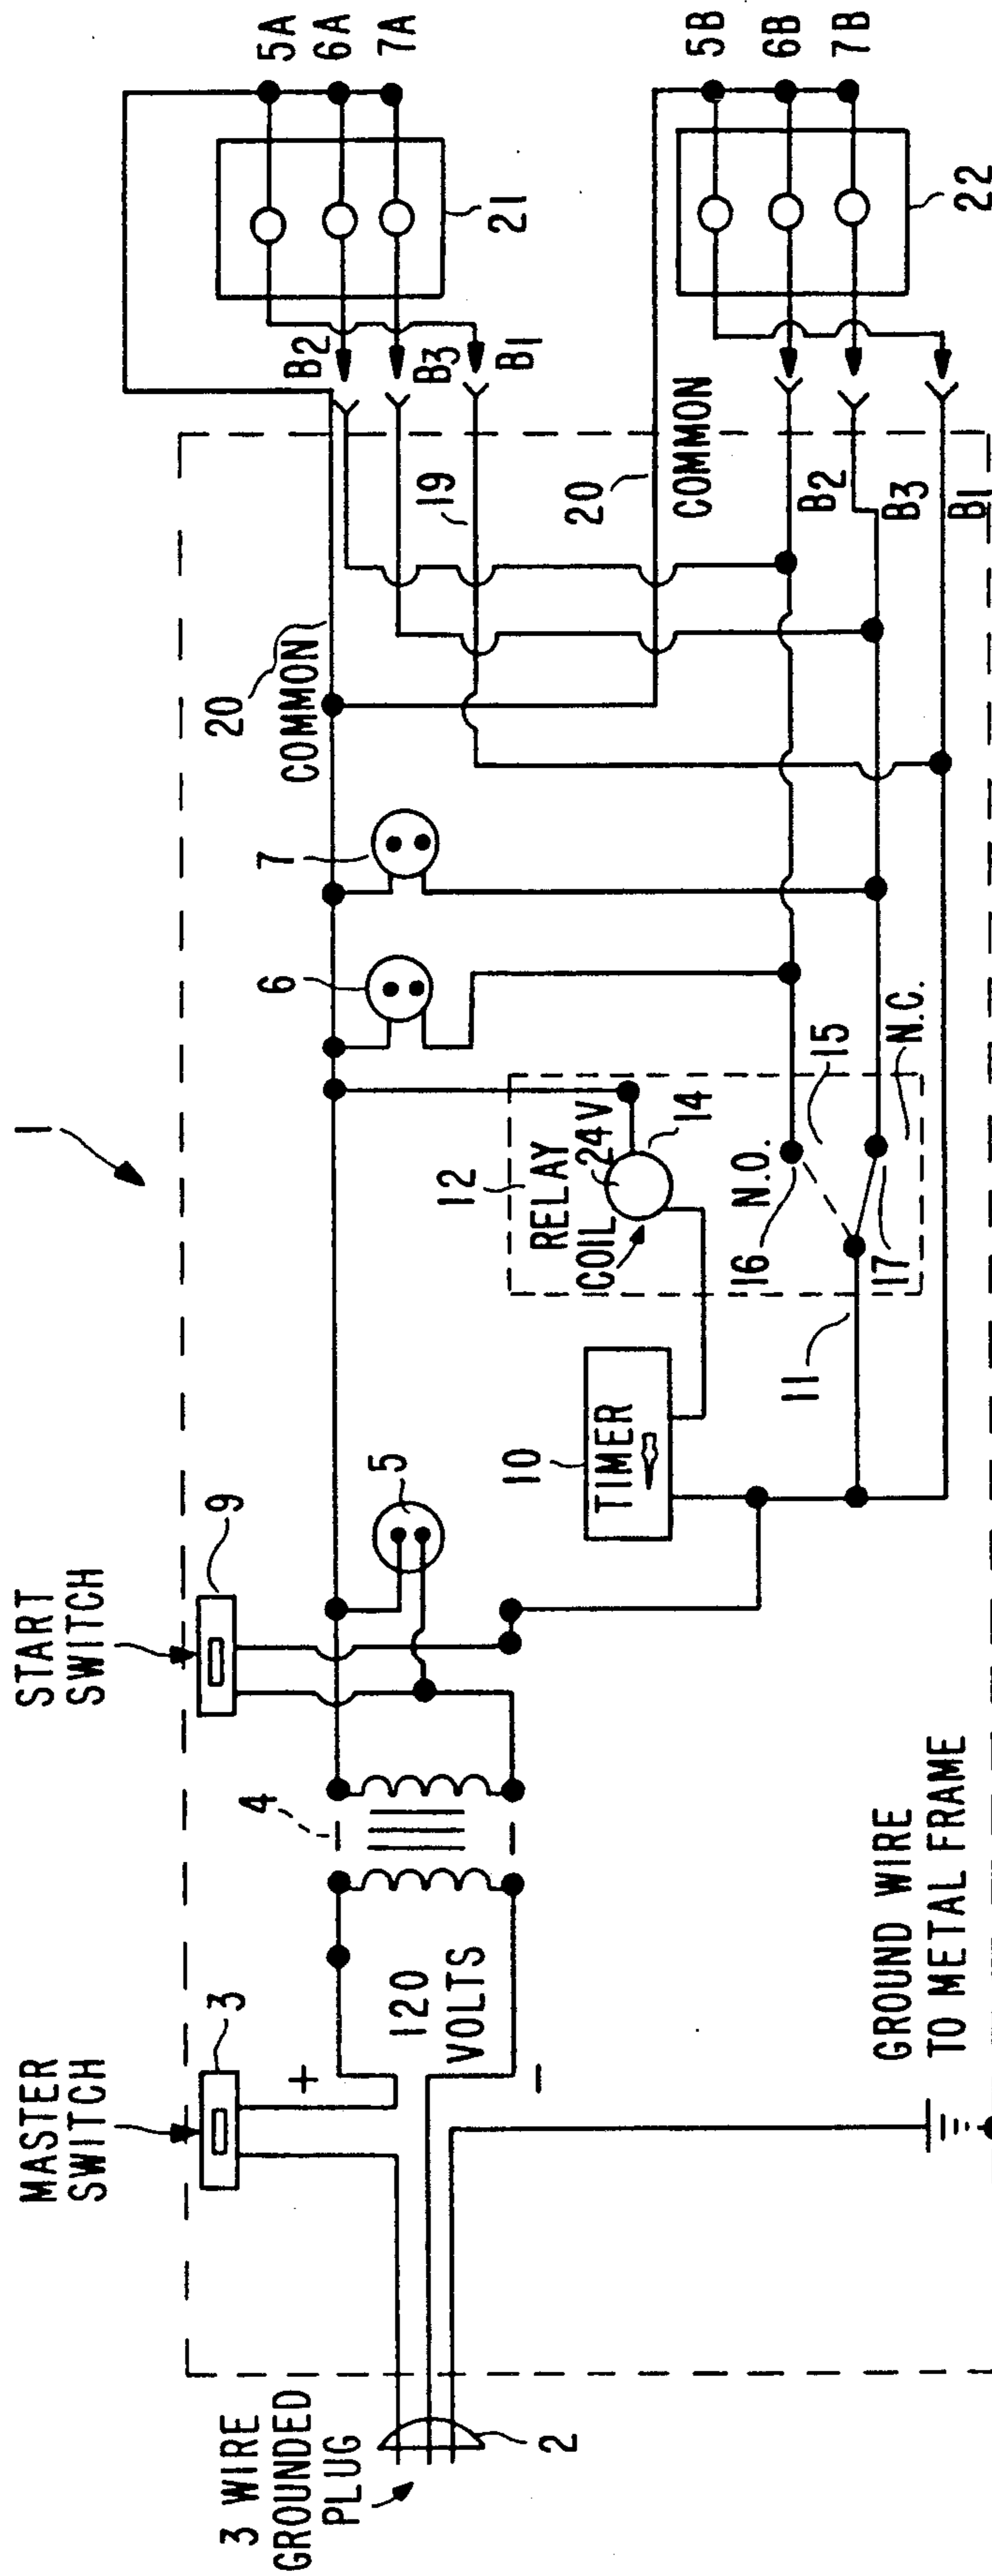 1
MASTER
SWITCH
3
START
SWITCH
9
3 WIRE
GROUNDED
PLUG
2
+
120
VOLTS
−
4
5
GROUND WIRE
TO METAL FRAME
10
TIMER
11
12
RELAY
COIL
24V
14
N.O.
16
15
17
N.C.
6
7
20
COMMON
19
20
COMMON
B2
B3
B1
B2
B3
B1
21
22
5A
6A
7A
5B
6B
7B